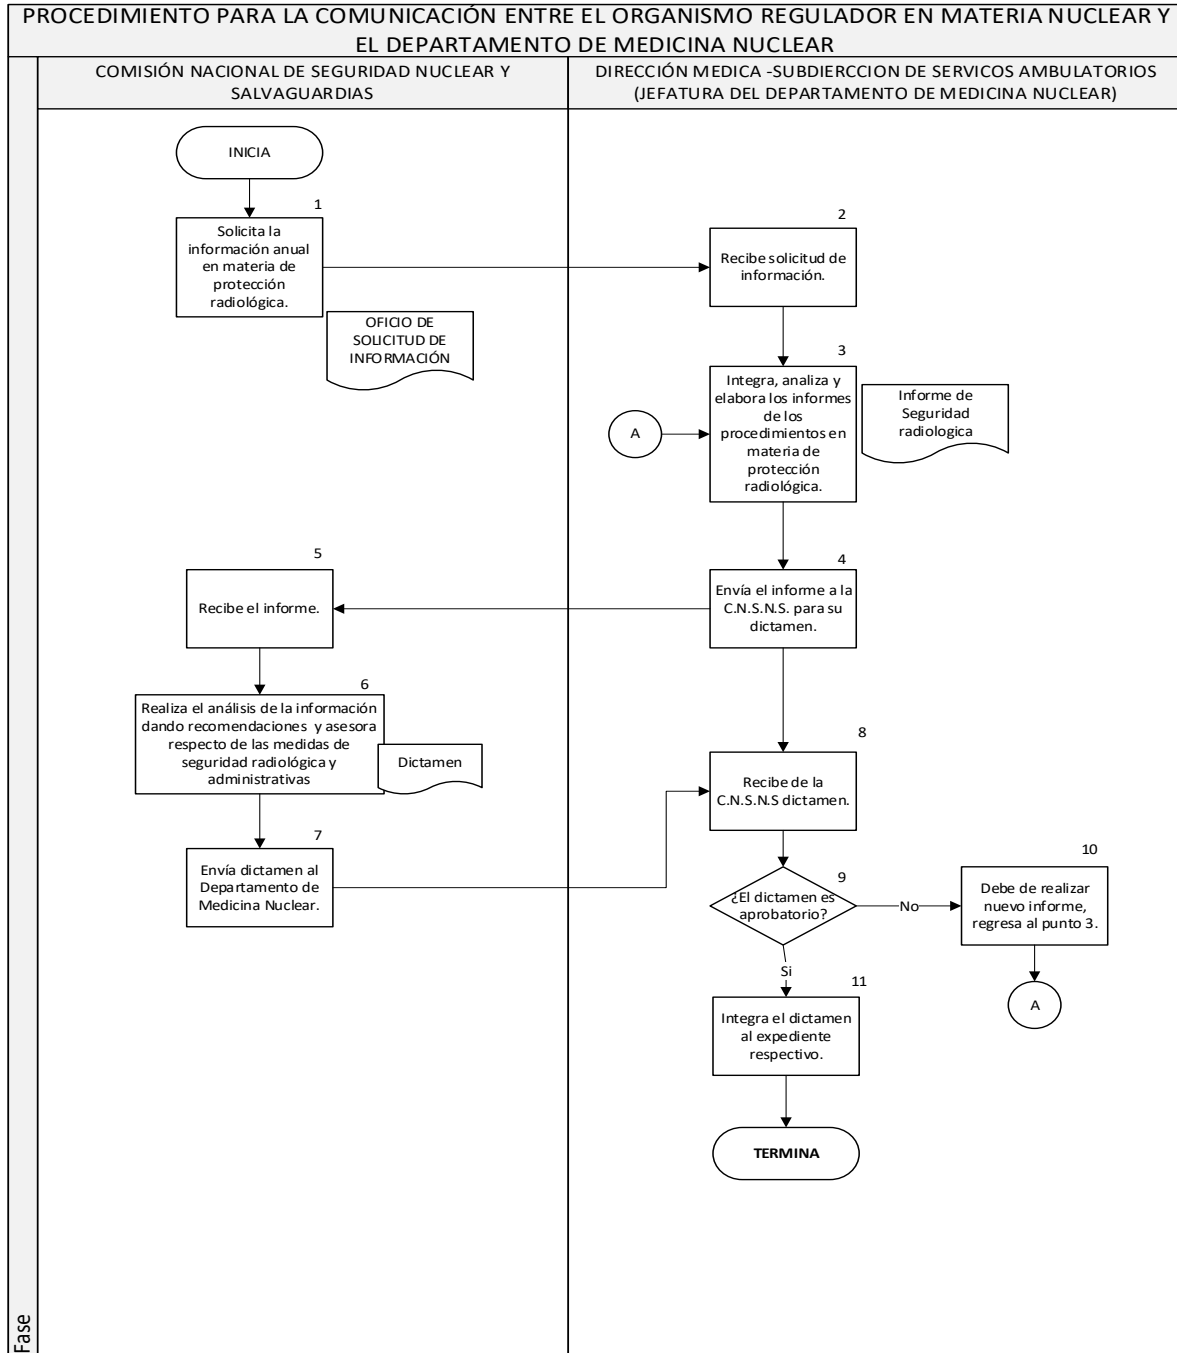 PROCEDIMIENTO PARA LA COMUNICACIÓN ENTRE EL ORGANISMO REGULADOR EN MATERIA NUCLEAR Y
EL DEPARTAMENTO DE MEDICINA NUCLEAR
COMISIÓN NACIONAL DE SEGURIDAD NUCLEAR Y
SALVAGUARDIAS
DIRECCIÓN MEDICA -SUBDIERCCION DE SERVICOS AMBULATORIOS
(JEFATURA DEL DEPARTAMENTO DE MEDICINA NUCLEAR)
INICIA
1
Solicita la
información anual
en materia de
protección
radiológica.
OFICIO DE
SOLICITUD DE
INFORMACIÓN
2
Recibe solicitud de
información.
3
Integra, analiza y
elabora los informes
de los
procedimientos en
materia de
protección
radiológica.
Informe de
Seguridad
radiologica
A
4
Envía el informe a la
C.N.S.N.S. para su
dictamen.
5
Recibe el informe.
6
Realiza el análisis de la información
dando recomendaciones y asesora
respecto de las medidas de
seguridad radiológica y
administrativas
Dictamen
7
Envía dictamen al
Departamento de
Medicina Nuclear.
8
Recibe de la
C.N.S.N.S dictamen.
9
¿El dictamen es
aprobatorio?
No
10
Debe de realizar
nuevo informe,
regresa al punto 3.
A
Si
11
Integra el dictamen
al expediente
respectivo.
TERMINA
Fase